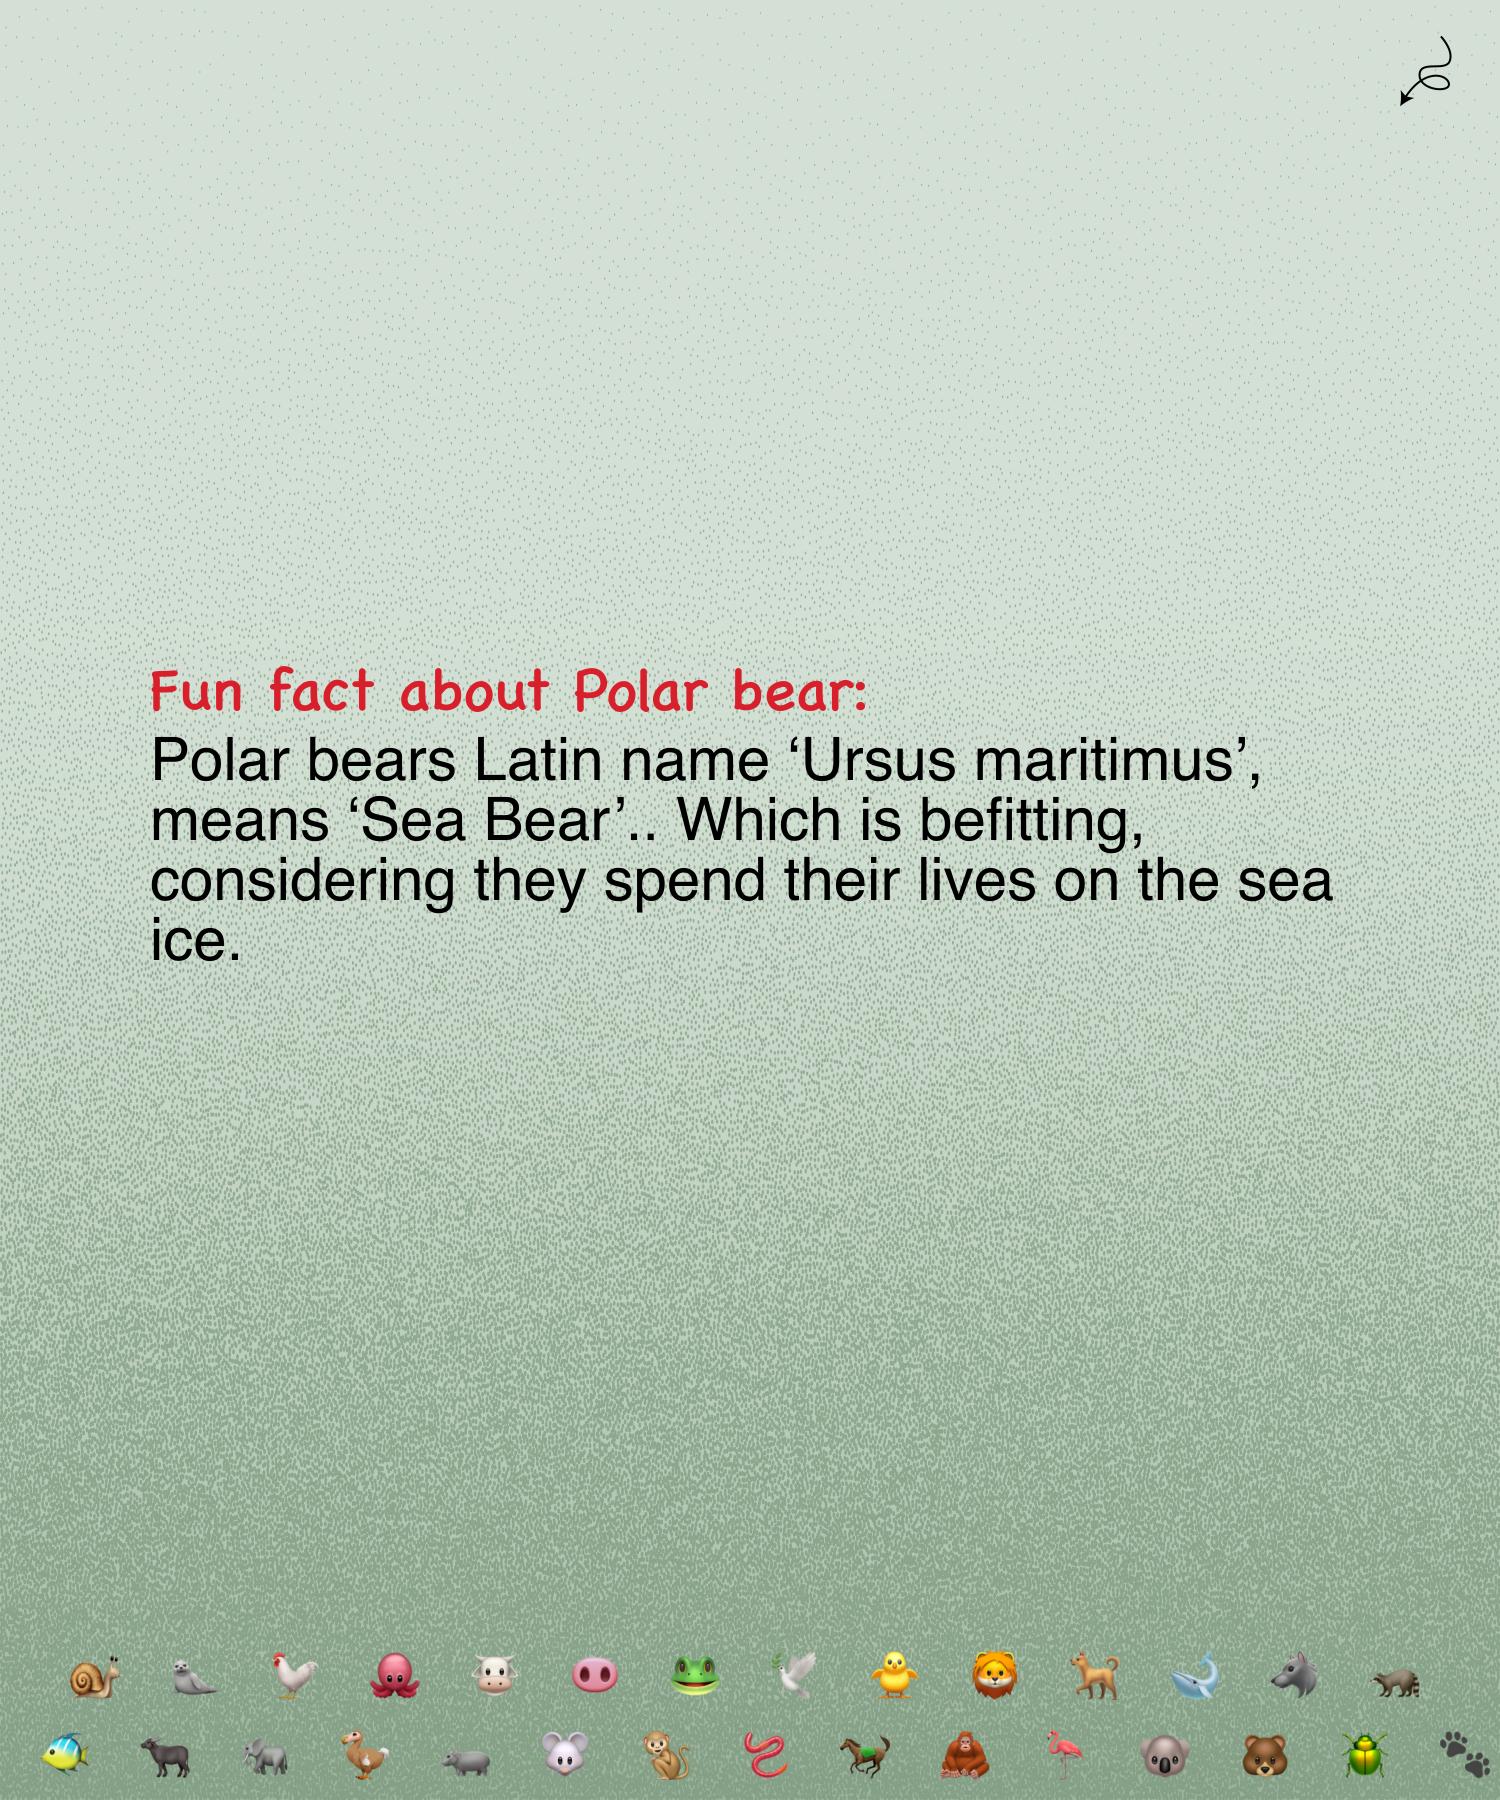 Fun fact about Polar bear:
Polar bears Latin name ‘Ursus maritimus’,
means ‘Sea Bear’.. Which is befitting,
considering they spend their lives on the sea
ice.